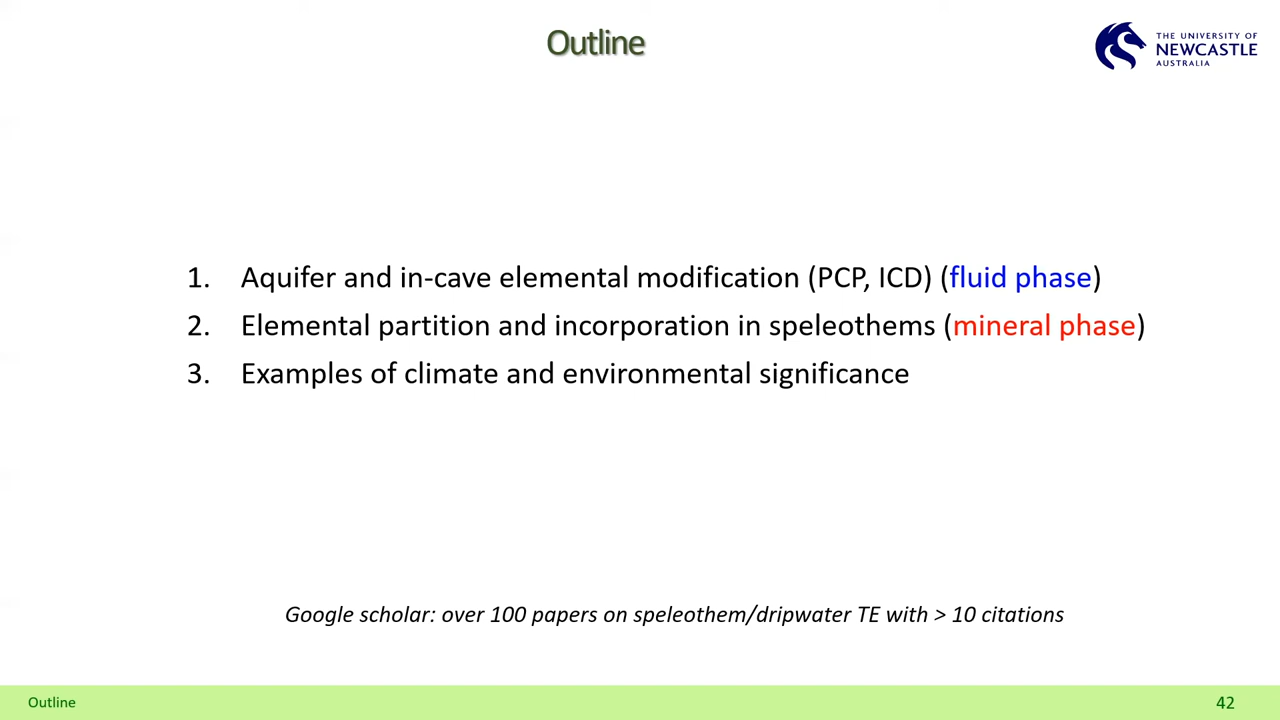 Outline
THE UNIVERSITY OF
NEWCASTLE
AUSTRALIA
1. Aquifer and in-cave elemental modification (PCP, ICD) (fluid phase)
2. Elemental partition and incorporation in speleothems (mineral phase)
3. Examples of climate and environmental significance
Google scholar: over 100 papers on speleothem/dripwater TE with > 10 citations
Outline
42